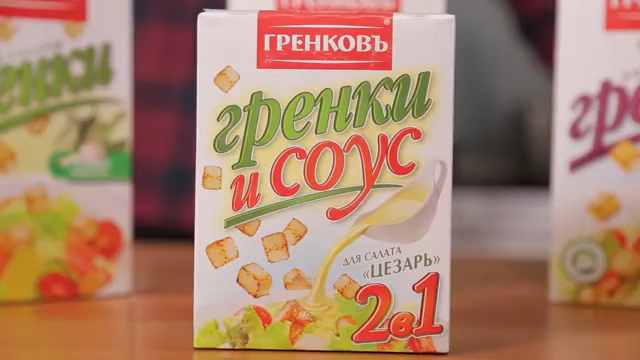 ГРЕНКОВЪ
гренки
и соус
для салата
«ЦЕЗАРЬ»
2в1